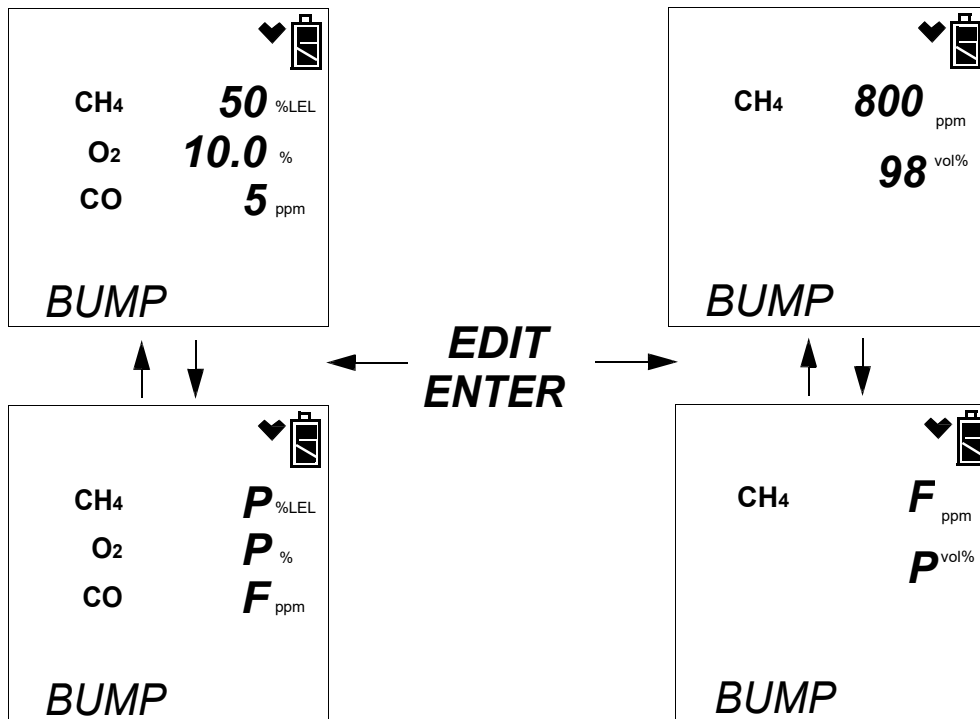 CH4 50 %LEL
O2 10.0 %
CO 5 ppm
BUMP
CH4 800 ppm
98 vol%
BUMP
EDIT
ENTER
CH4 P %LEL
O2 P %
CO F ppm
BUMP
CH4 F ppm
P vol%
BUMP